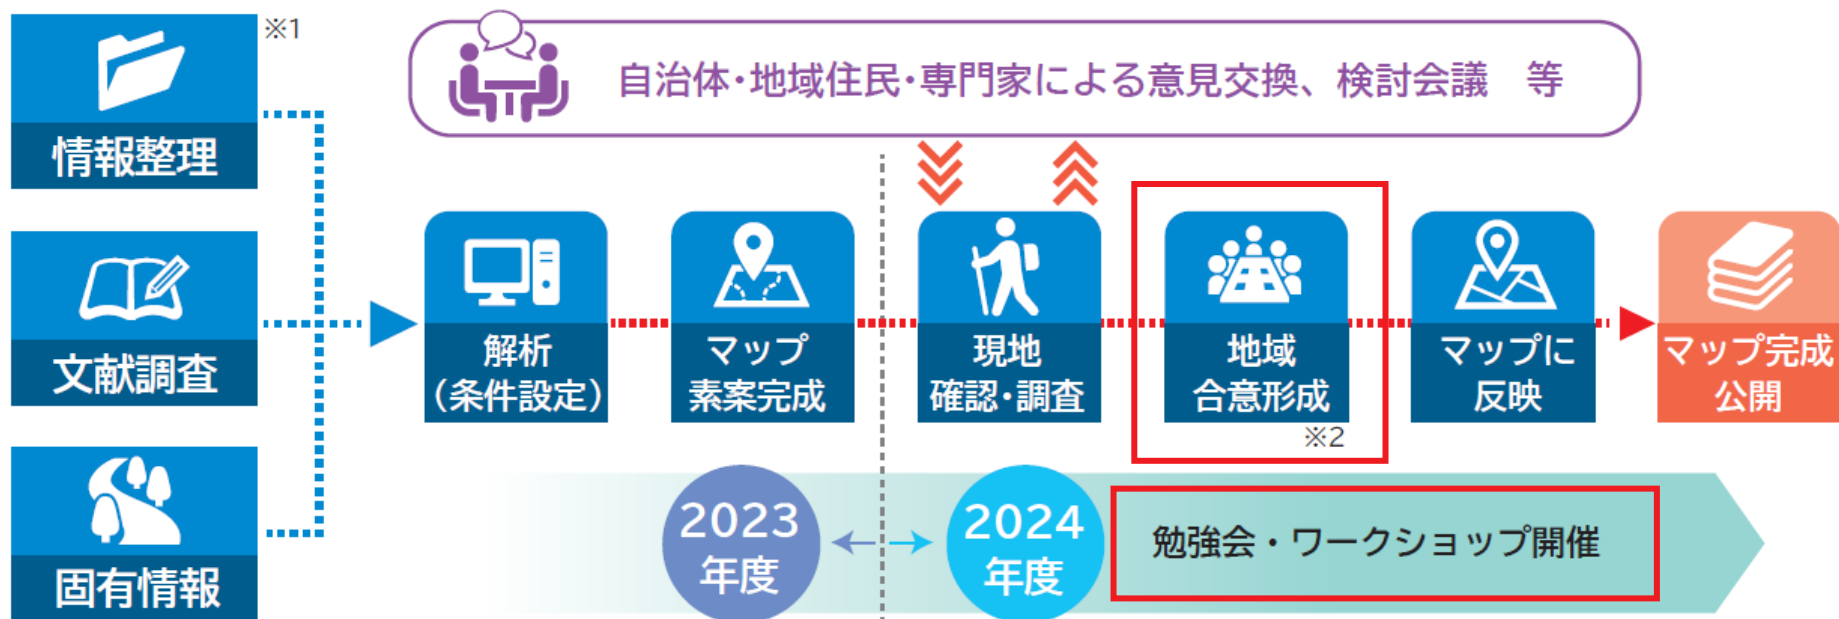 ※1
情報整理
文献調査
固有情報
自治体・地域住民・専門家による意見交換、検討会議 等
解析
(条件設定)
マップ
素案完成
現地
確認・調査
地域
合意形成
※2
マップに
反映
マップ完成
公開
2023
年度
2024
年度
勉強会・ワークショップ開催